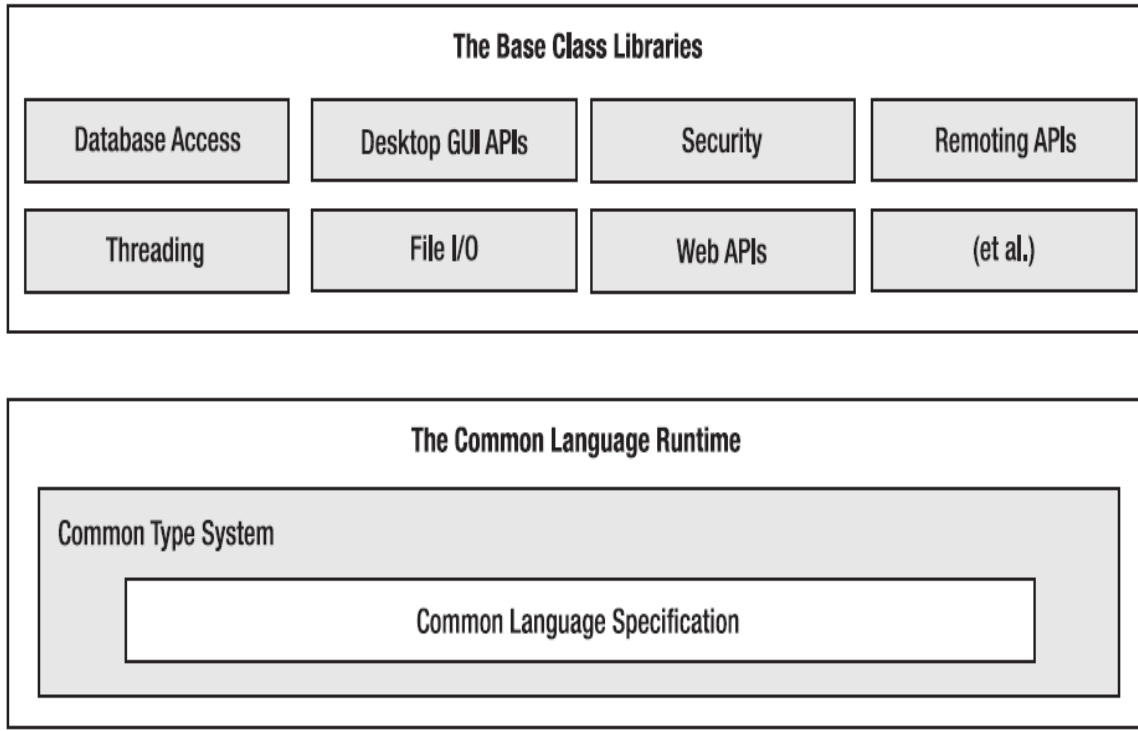 The Base Class Libraries
Database Access
Desktop GUI APIs
Security
Remoting APIs
Threading
File I/O
Web APIs
(et al.)
The Common Language Runtime
Common Type System
Common Language Specification